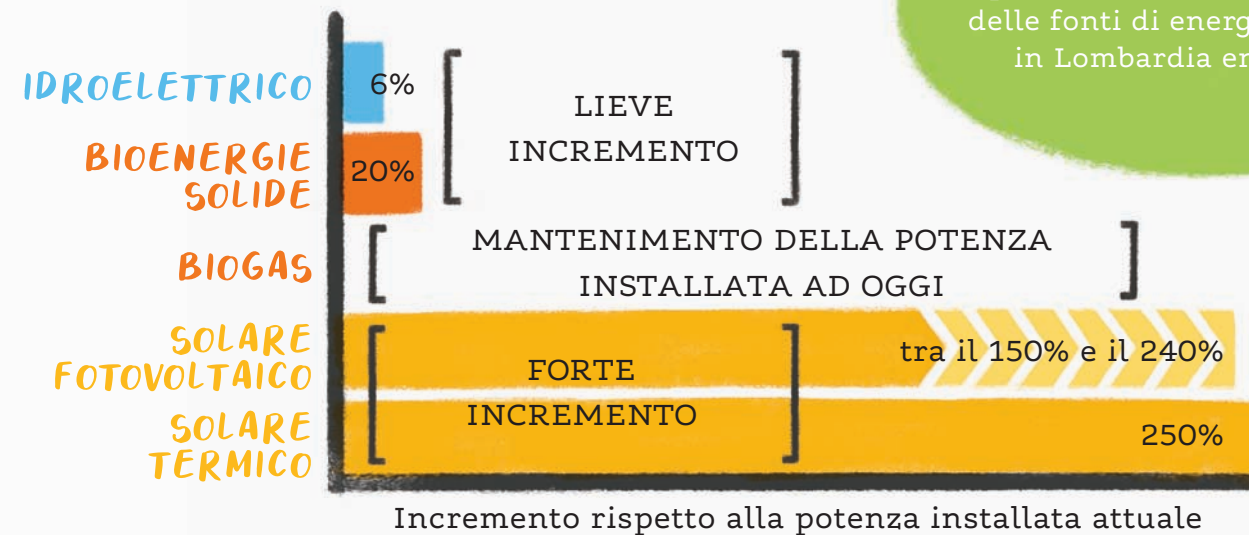 delle fonti di energ
in Lombardia en
IDROELETTRICO
6%
LIEVE
INCREMENTO
BIOENERGIE
SOLIDE
20%
BIOGAS
MANTENIMENTO DELLA POTENZA
INSTALLATA AD OGGI
SOLARE
FOTOVOLTAICO
tra il 150% e il 240%
FORTE
INCREMENTO
SOLARE
TERMICO
250%
Incremento rispetto alla potenza installata attuale